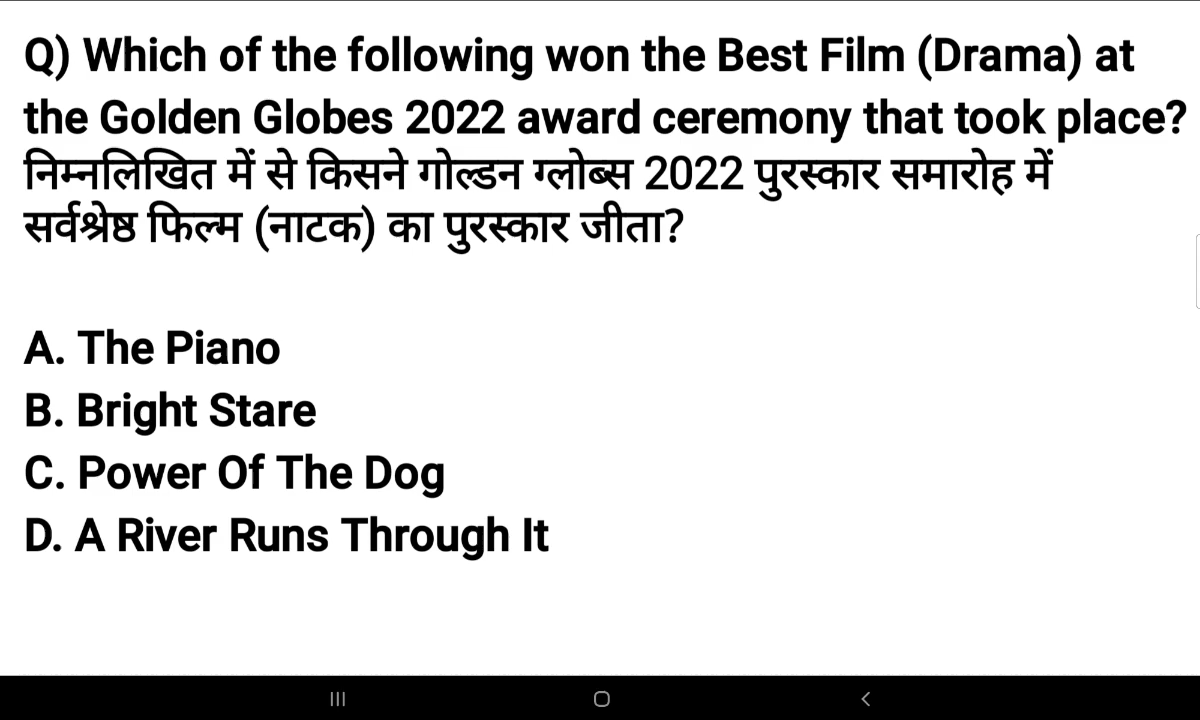 Q) Which of the following won the Best Film (Drama) at
the Golden Globes 2022 award ceremony that took place?
निम्नलिखित में से किसने गोल्डन ग्लोब्स 2022 पुरस्कार समारोह में
सर्वश्रेष्ठ फिल्म (नाटक) का पुरस्कार जीता?
A. The Piano
B. Bright Stare
C. Power Of The Dog
D. A River Runs Through It